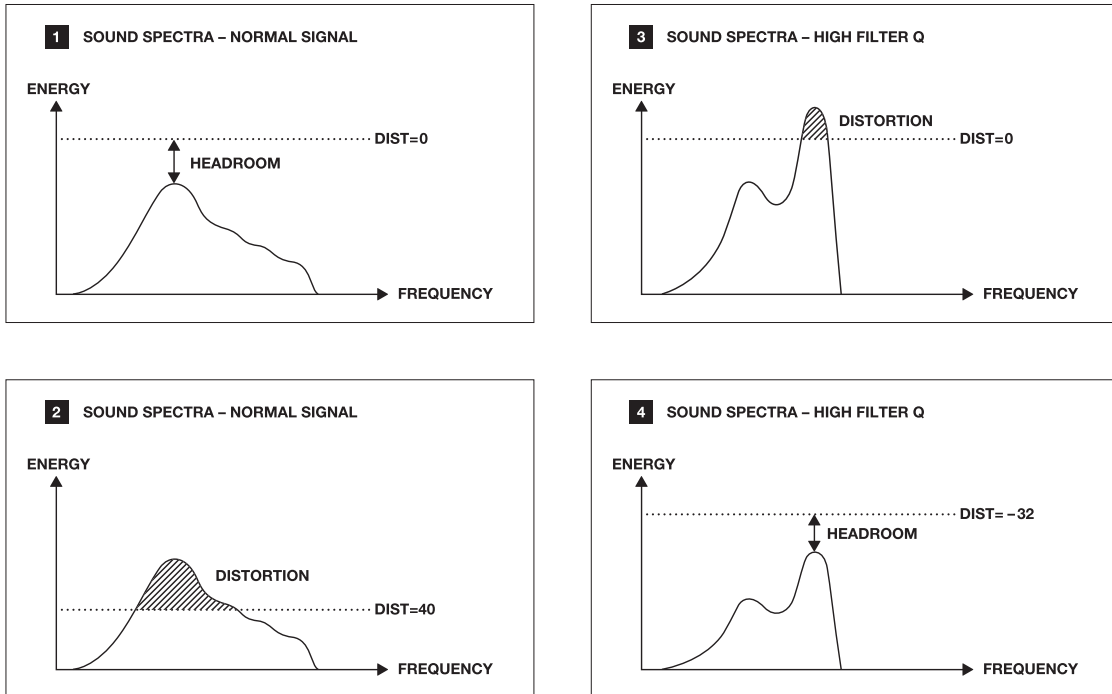 1 SOUND SPECTRA – NORMAL SIGNAL
ENERGY
DIST=0
HEADROOM
FREQUENCY
2 SOUND SPECTRA – NORMAL SIGNAL
ENERGY
DISTORTION
DIST=40
FREQUENCY
3 SOUND SPECTRA – HIGH FILTER Q
ENERGY
DISTORTION
DIST=0
FREQUENCY
4 SOUND SPECTRA – HIGH FILTER Q
ENERGY
DIST= –32
HEADROOM
FREQUENCY